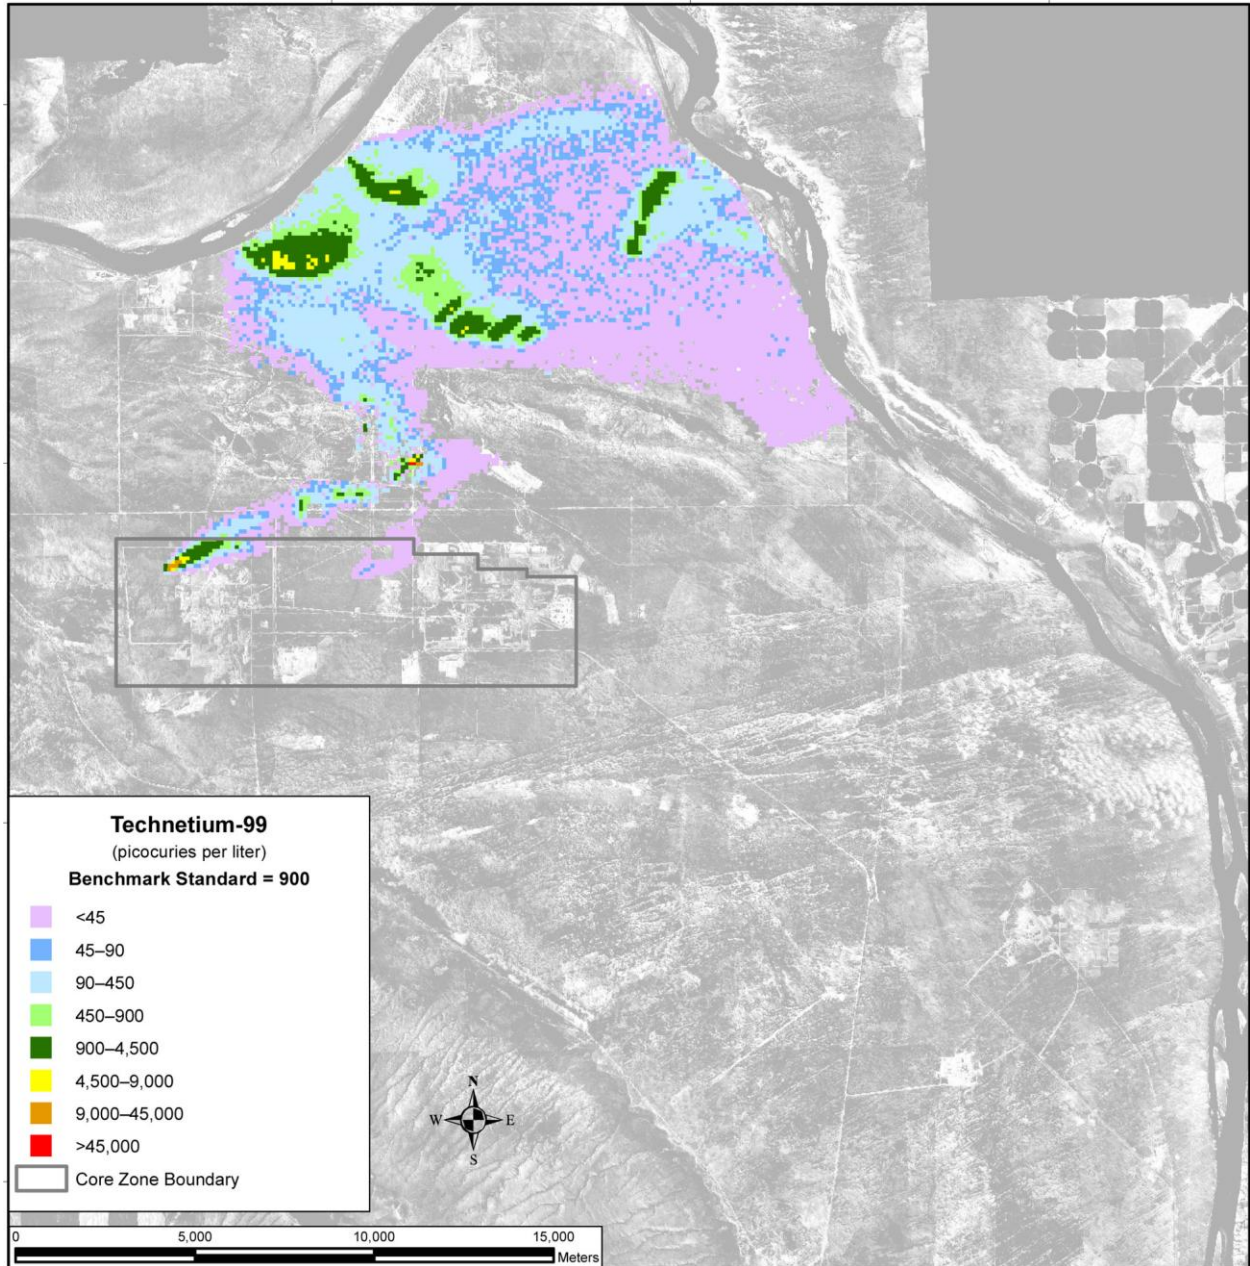 N
W E
S
Technetium-99
(picocuries per liter)
Benchmark Standard = 900
<45
45–90
90–450
450–900
900–4,500
4,500–9,000
9,000–45,000
>45,000
Core Zone Boundary
0 5,000 10,000 15,000
Meters